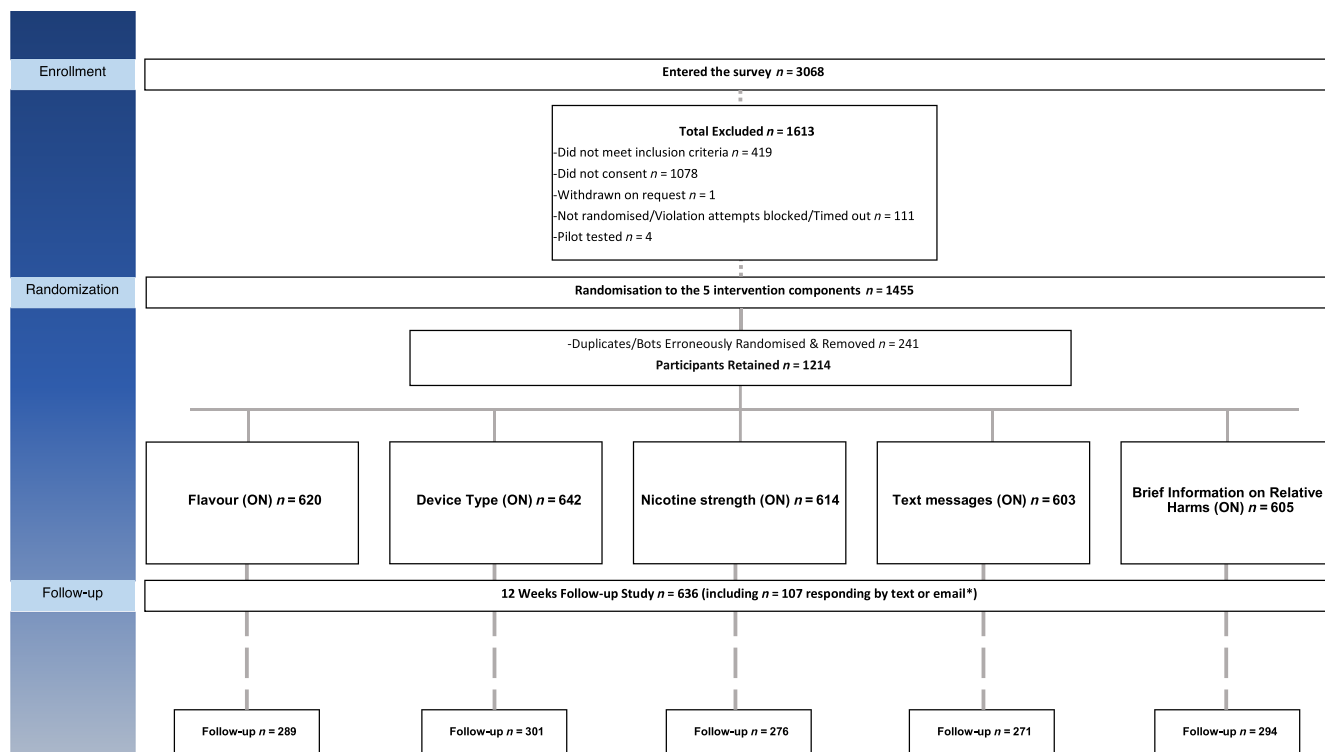 Enrollment
Entered the survey n = 3068
Total Excluded n = 1613
-Did not meet inclusion criteria n = 419
-Did not consent n = 1078
-Withdrawn on request n = 1
-Not randomised/Violation attempts blocked/Timed out n = 111
-Pilot tested n = 4
Randomization
Randomisation to the 5 intervention components n = 1455
-Duplicates/Bots Erroneously Randomised & Removed n = 241
Participants Retained n = 1214
Flavour (ON) n = 620
Device Type (ON) n = 642
Nicotine strength (ON) n = 614
Text messages (ON) n = 603
Brief Information on Relative
Harms (ON) n = 605
Follow-up
12 Weeks Follow-up Study n = 636 (including n = 107 responding by text or email*)
Follow-up n = 289
Follow-up n = 301
Follow-up n = 276
Follow-up n = 271
Follow-up n = 294